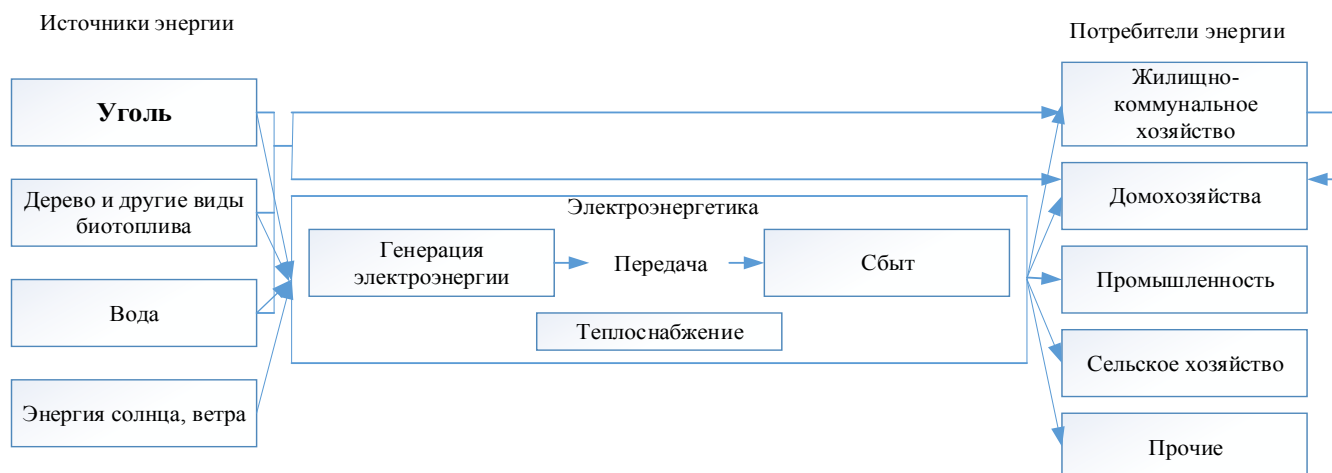 Источники энергии
Уголь
Дерево и другие виды
биотоплива
Вода
Энергия солнца, ветра
Электроэнергетика
Генерация
электроэнергии
Передача
Сбыт
Теплоснабжение
Потребители энергии
Жилищно-
коммунальное
хозяйство
Домохозяйства
Промышленность
Сельское хозяйство
Прочие